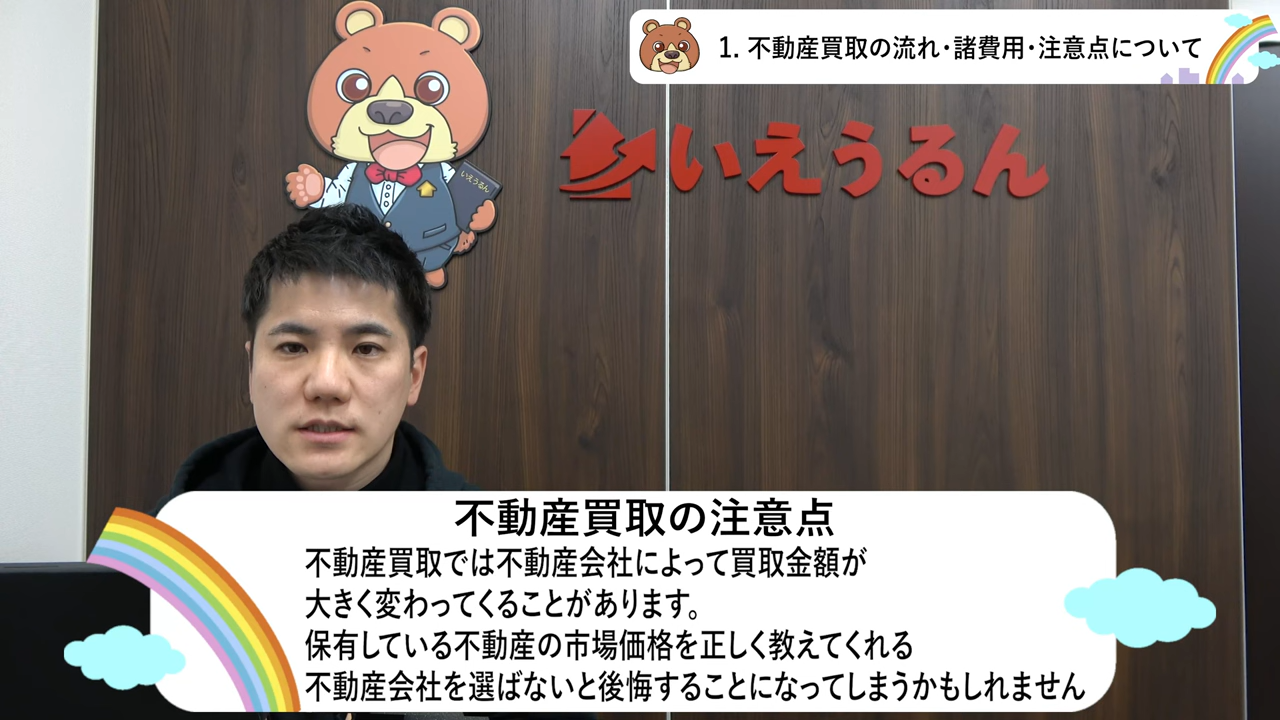 1. 不動産買取の流れ・諸費用・注意点について
いえうるん
いえうるん
不動産買取の注意点
不動産買取では不動産会社によって買取金額が
大きく変わってくることがあります。
保有している不動産の市場価格を正しく教えてくれる
不動産会社を選ばないと後悔することになってしまうかもしれません